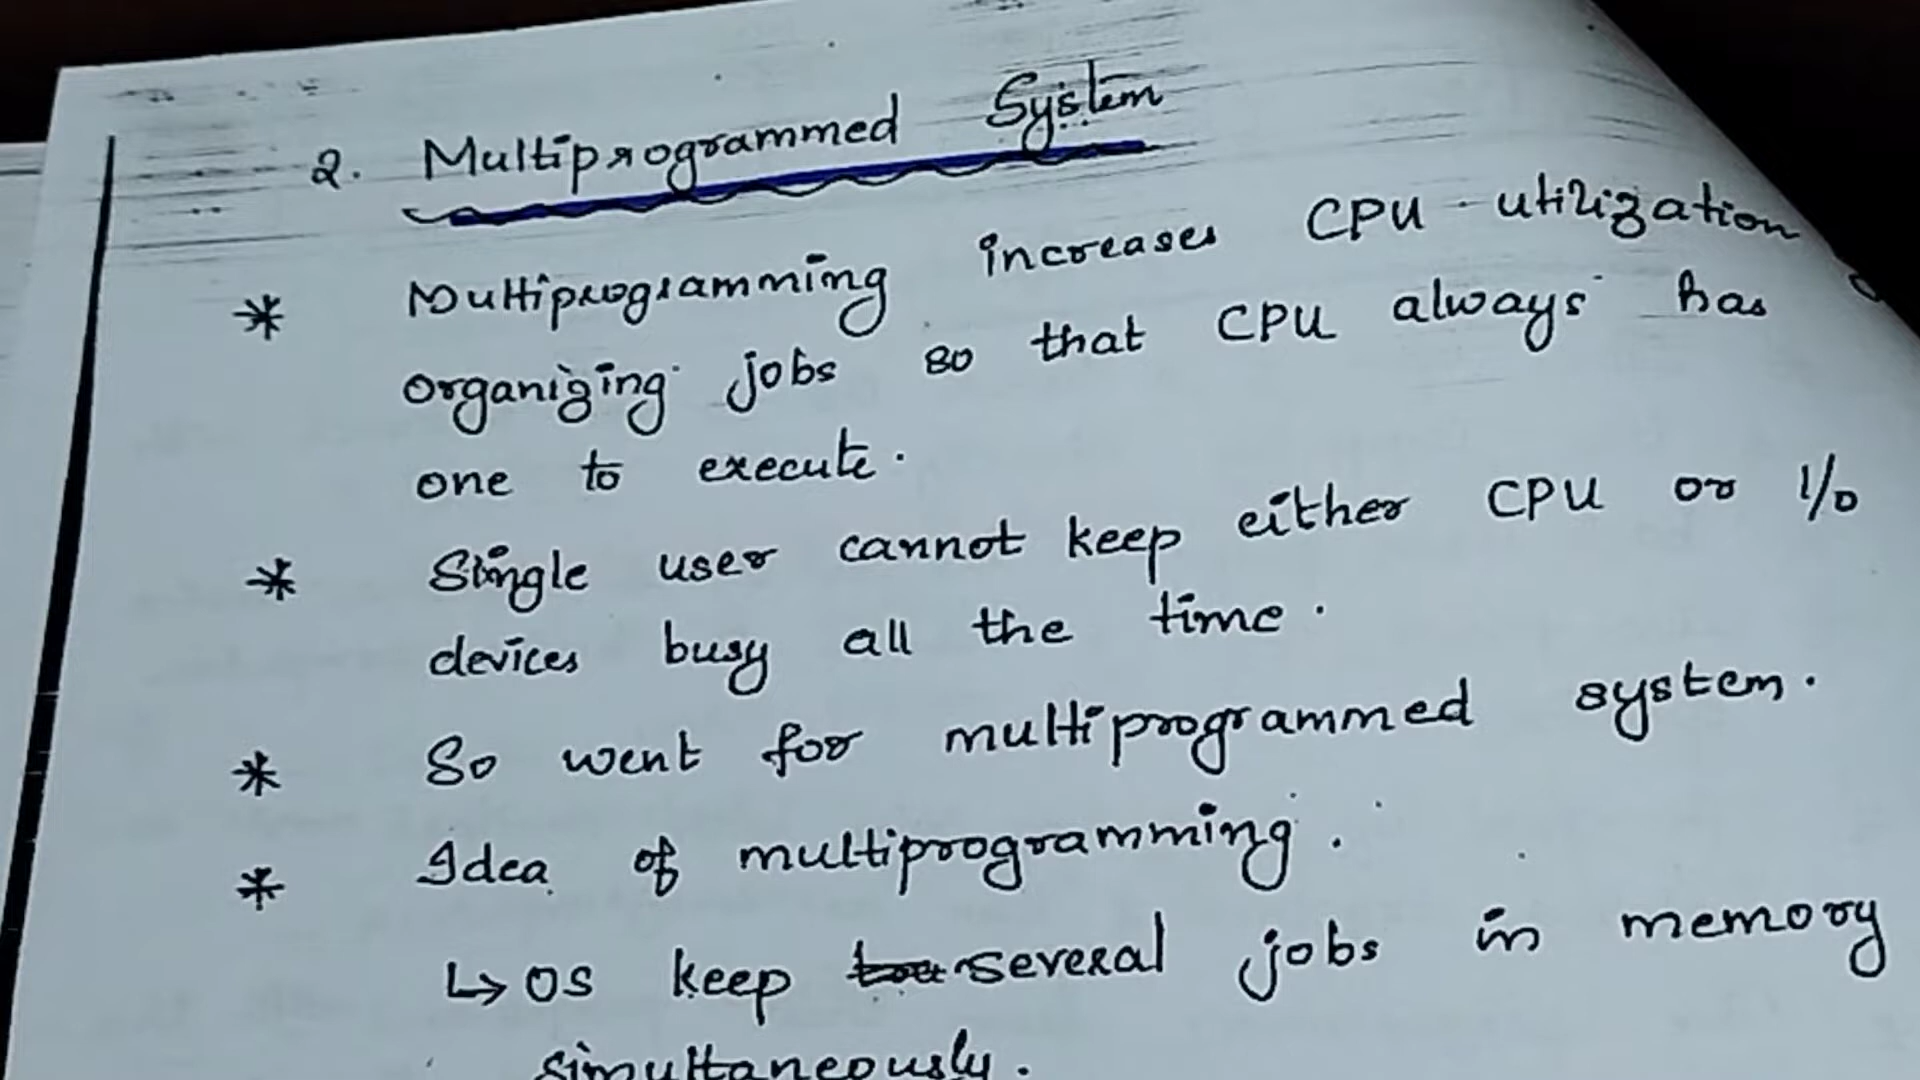 2. Multiprogrammed System
* Multiprogramming increases CPU utilization
organizing jobs so that CPU always has
one to execute.
* Single user cannot keep either CPU or I/O
devices busy all the time.
* So went for multiprogrammed system.
* Idea of multiprogramming.
↳ OS keep several jobs in memory
simultaneously.